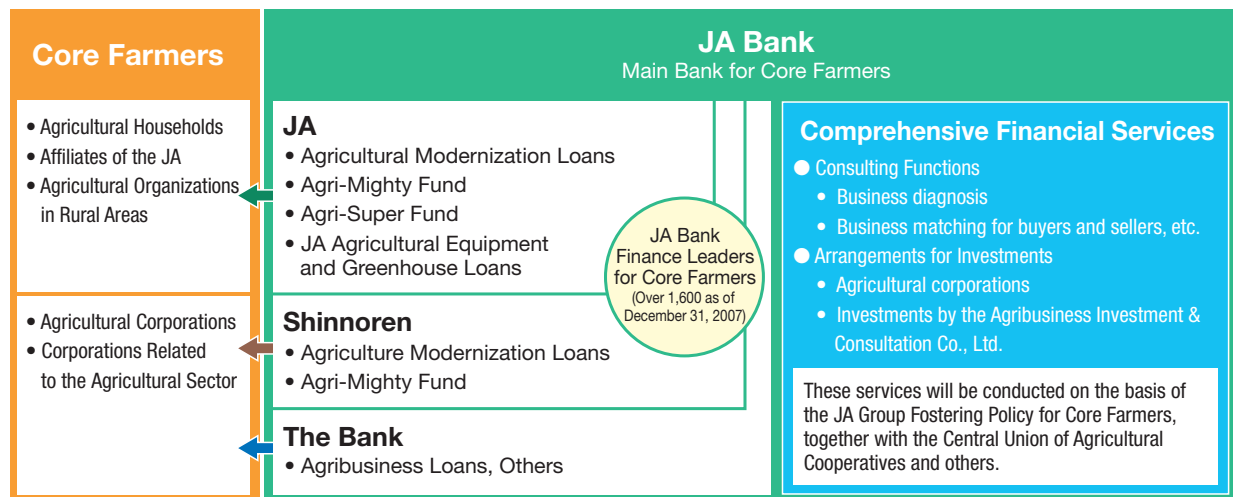 Core Farmers
• Agricultural Households
• Affiliates of the JA
• Agricultural Organizations
in Rural Areas
• Agricultural Corporations
• Corporations Related
to the Agricultural Sector
JA Bank
Main Bank for Core Farmers
JA
• Agricultural Modernization Loans
• Agri-Mighty Fund
• Agri-Super Fund
• JA Agricultural Equipment
and Greenhouse Loans
Shinnoren
• Agriculture Modernization Loans
• Agri-Mighty Fund
The Bank
• Agribusiness Loans, Others
JA Bank
Finance Leaders
for Core Farmers
(Over 1,600 as of
December 31, 2007)
Comprehensive Financial Services
● Consulting Functions
• Business diagnosis
• Business matching for buyers and sellers, etc.
● Arrangements for Investments
• Agricultural corporations
• Investments by the Agribusiness Investment &
Consultation Co., Ltd.
These services will be conducted on the basis of
the JA Group Fostering Policy for Core Farmers,
together with the Central Union of Agricultural
Cooperatives and others.